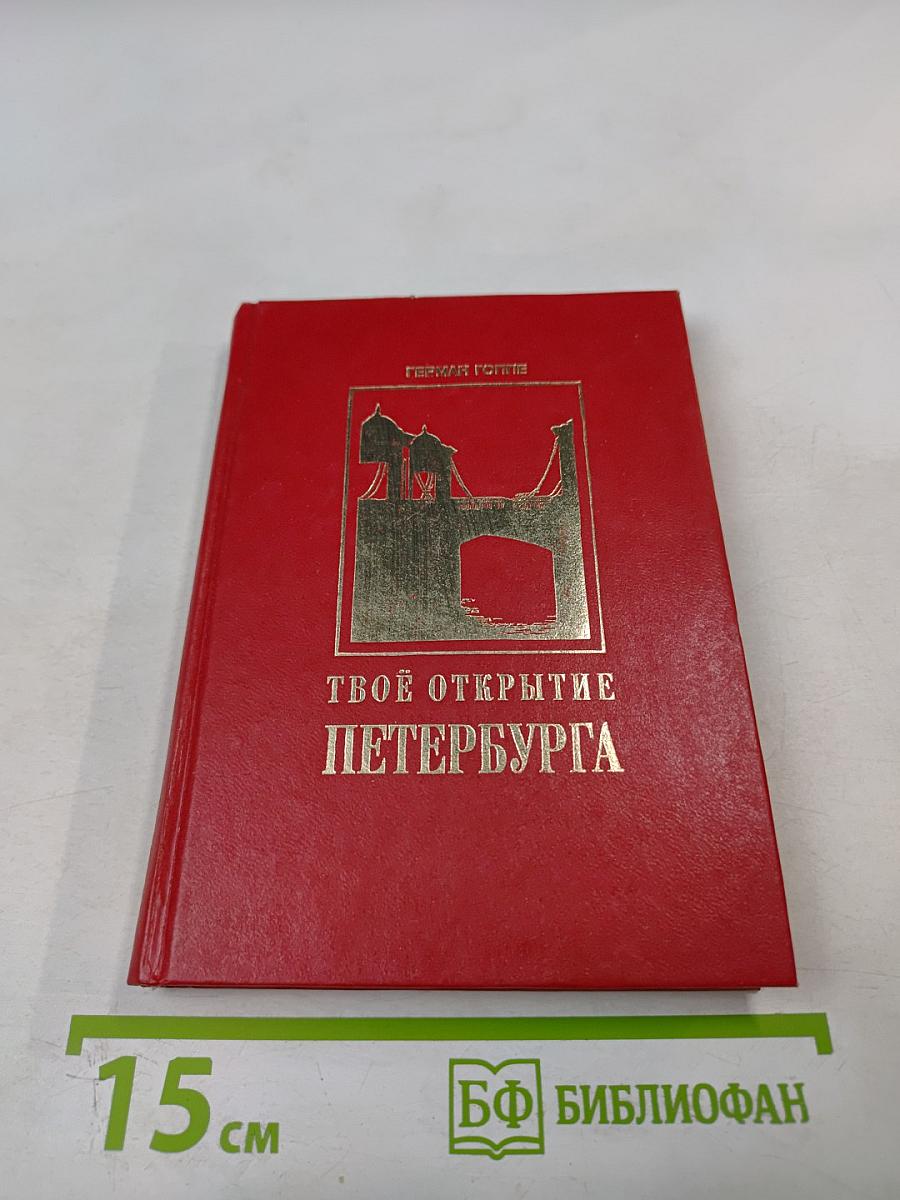 ГЕРМАН ГОППЕ
ТВОЁ ОТКРЫТИЕ
ПЕТЕРБУРГА
15 см
БФ БИБЛИОФАН